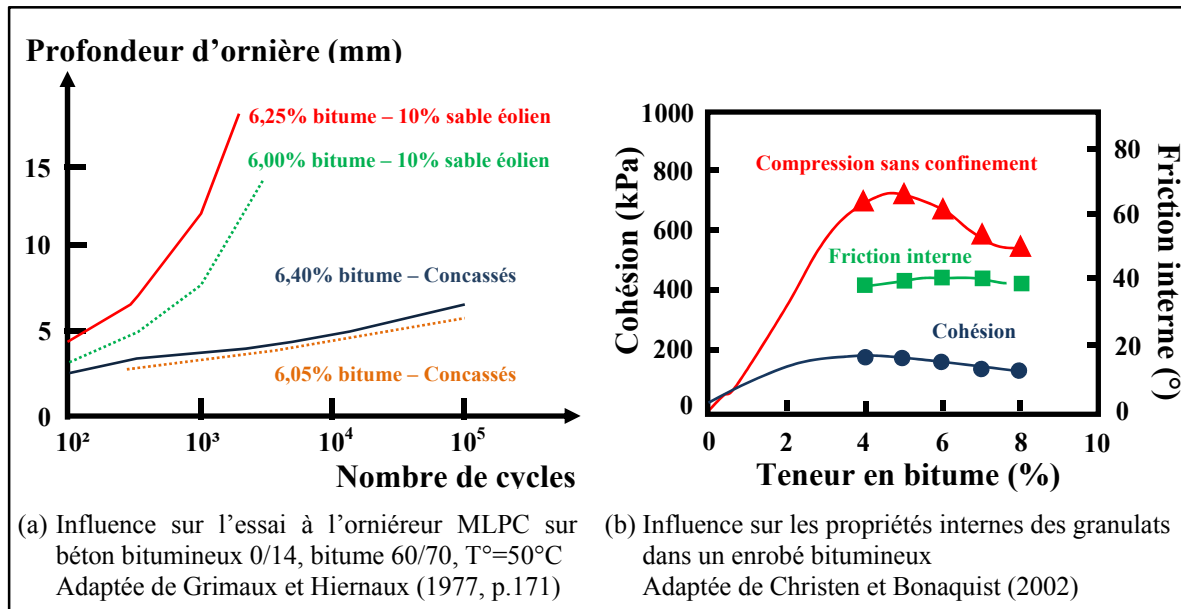 Profondeur d’ornière (mm)
15
10
5
0
10²
10³
10⁴
10⁵
Nombre de cycles
6,25% bitume – 10% sable éolien
6,00% bitume – 10% sable éolien
6,40% bitume – Concassés
6,05% bitume – Concassés
(a) Influence sur l’essai à l’orniéreur MLPC sur
béton bitumineux 0/14, bitume 60/70, T°=50°C
Adaptée de Grimaux et Hiernaux (1977, p.171)
Cohésion (kPa)
1000
800
600
400
200
0
Compression sans confinement
Friction interne
Cohésion
80
60
40
20
0
Friction interne (°)
0
2
4
6
8
10
Teneur en bitume (%)
(b) Influence sur les propriétés internes des granulats
dans un enrobé bitumineux
Adaptée de Christen et Bonaquist (2002)